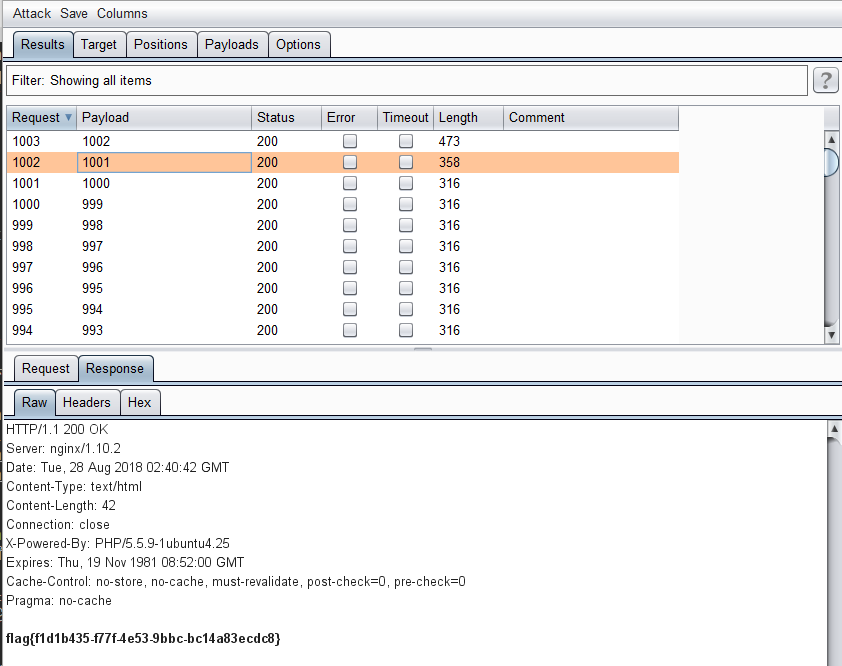 Attack Save Columns
Results Target Positions Payloads Options
Filter: Showing all items ?
Request ▼ Payload Status Error Timeout Length Comment
1003 1002 200 473
1002 1001 200 358
1001 1000 200 316
1000 999 200 316
999 998 200 316
998 997 200 316
997 996 200 316
996 995 200 316
995 994 200 316
994 993 200 316
Request Response
Raw Headers Hex
HTTP/1.1 200 OK
Server: nginx/1.10.2
Date: Tue, 28 Aug 2018 02:40:42 GMT
Content-Type: text/html
Content-Length: 42
Connection: close
X-Powered-By: PHP/5.5.9-1ubuntu4.25
Expires: Thu, 19 Nov 1981 08:52:00 GMT
Cache-Control: no-store, no-cache, must-revalidate, post-check=0, pre-check=0
Pragma: no-cache
flag{f1d1b435-f77f-4e53-9bbc-bc14a83ecdc8}